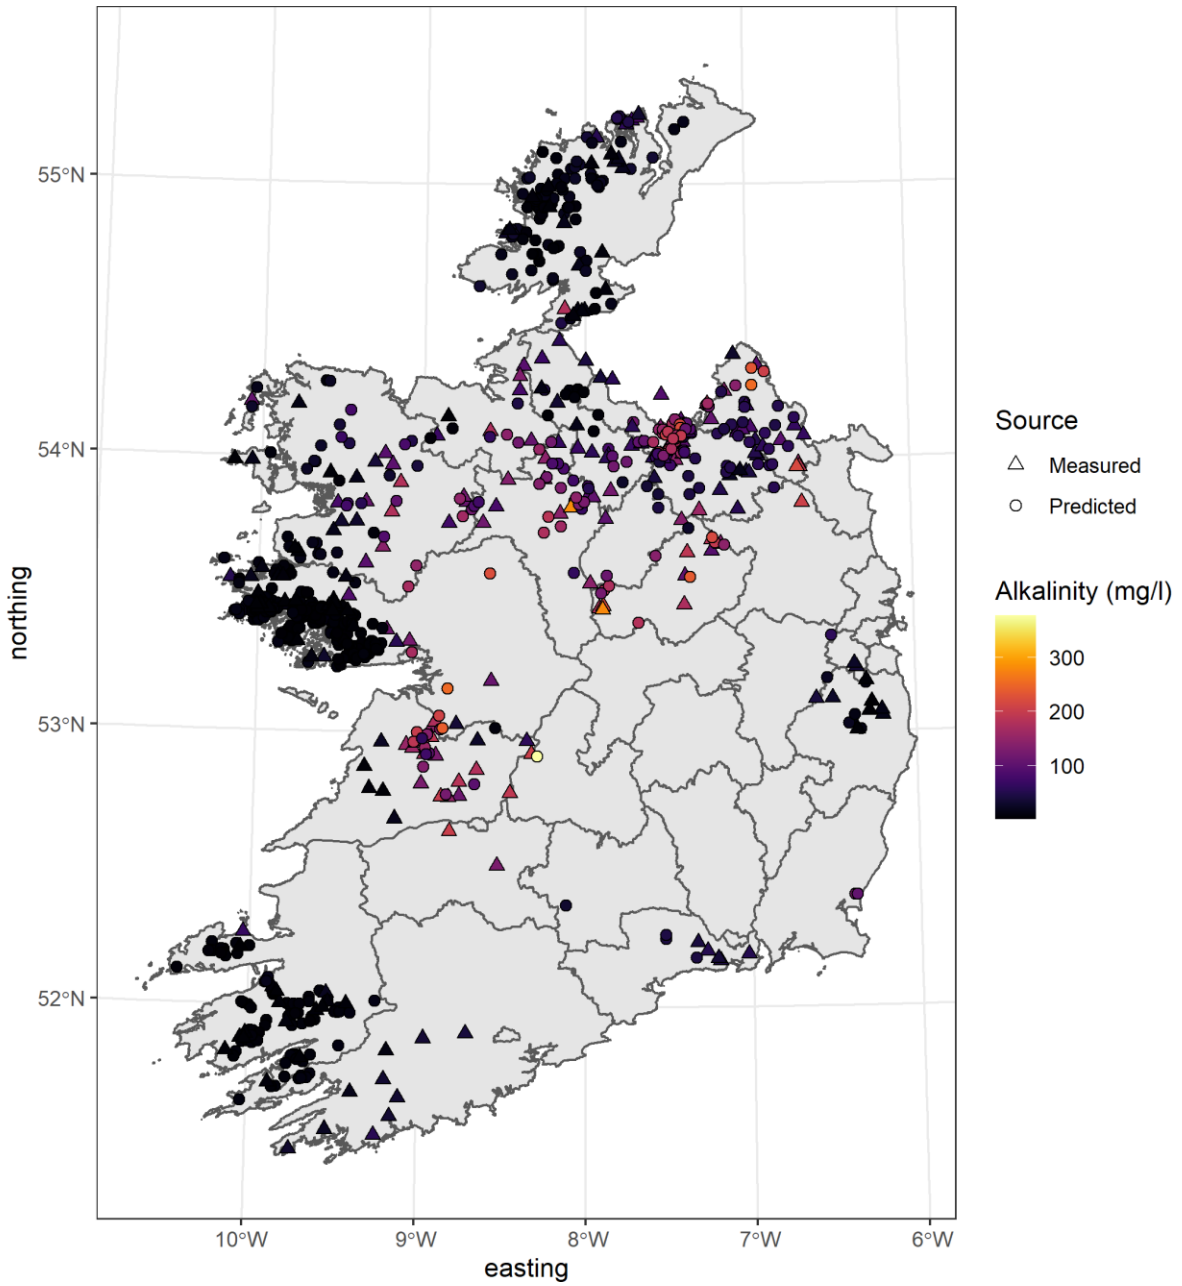 55°N
54°N
53°N
52°N
10°W
9°W
8°W
7°W
6°W
easting
northing
Source
Measured
Predicted
Alkalinity (mg/l)
300
200
100